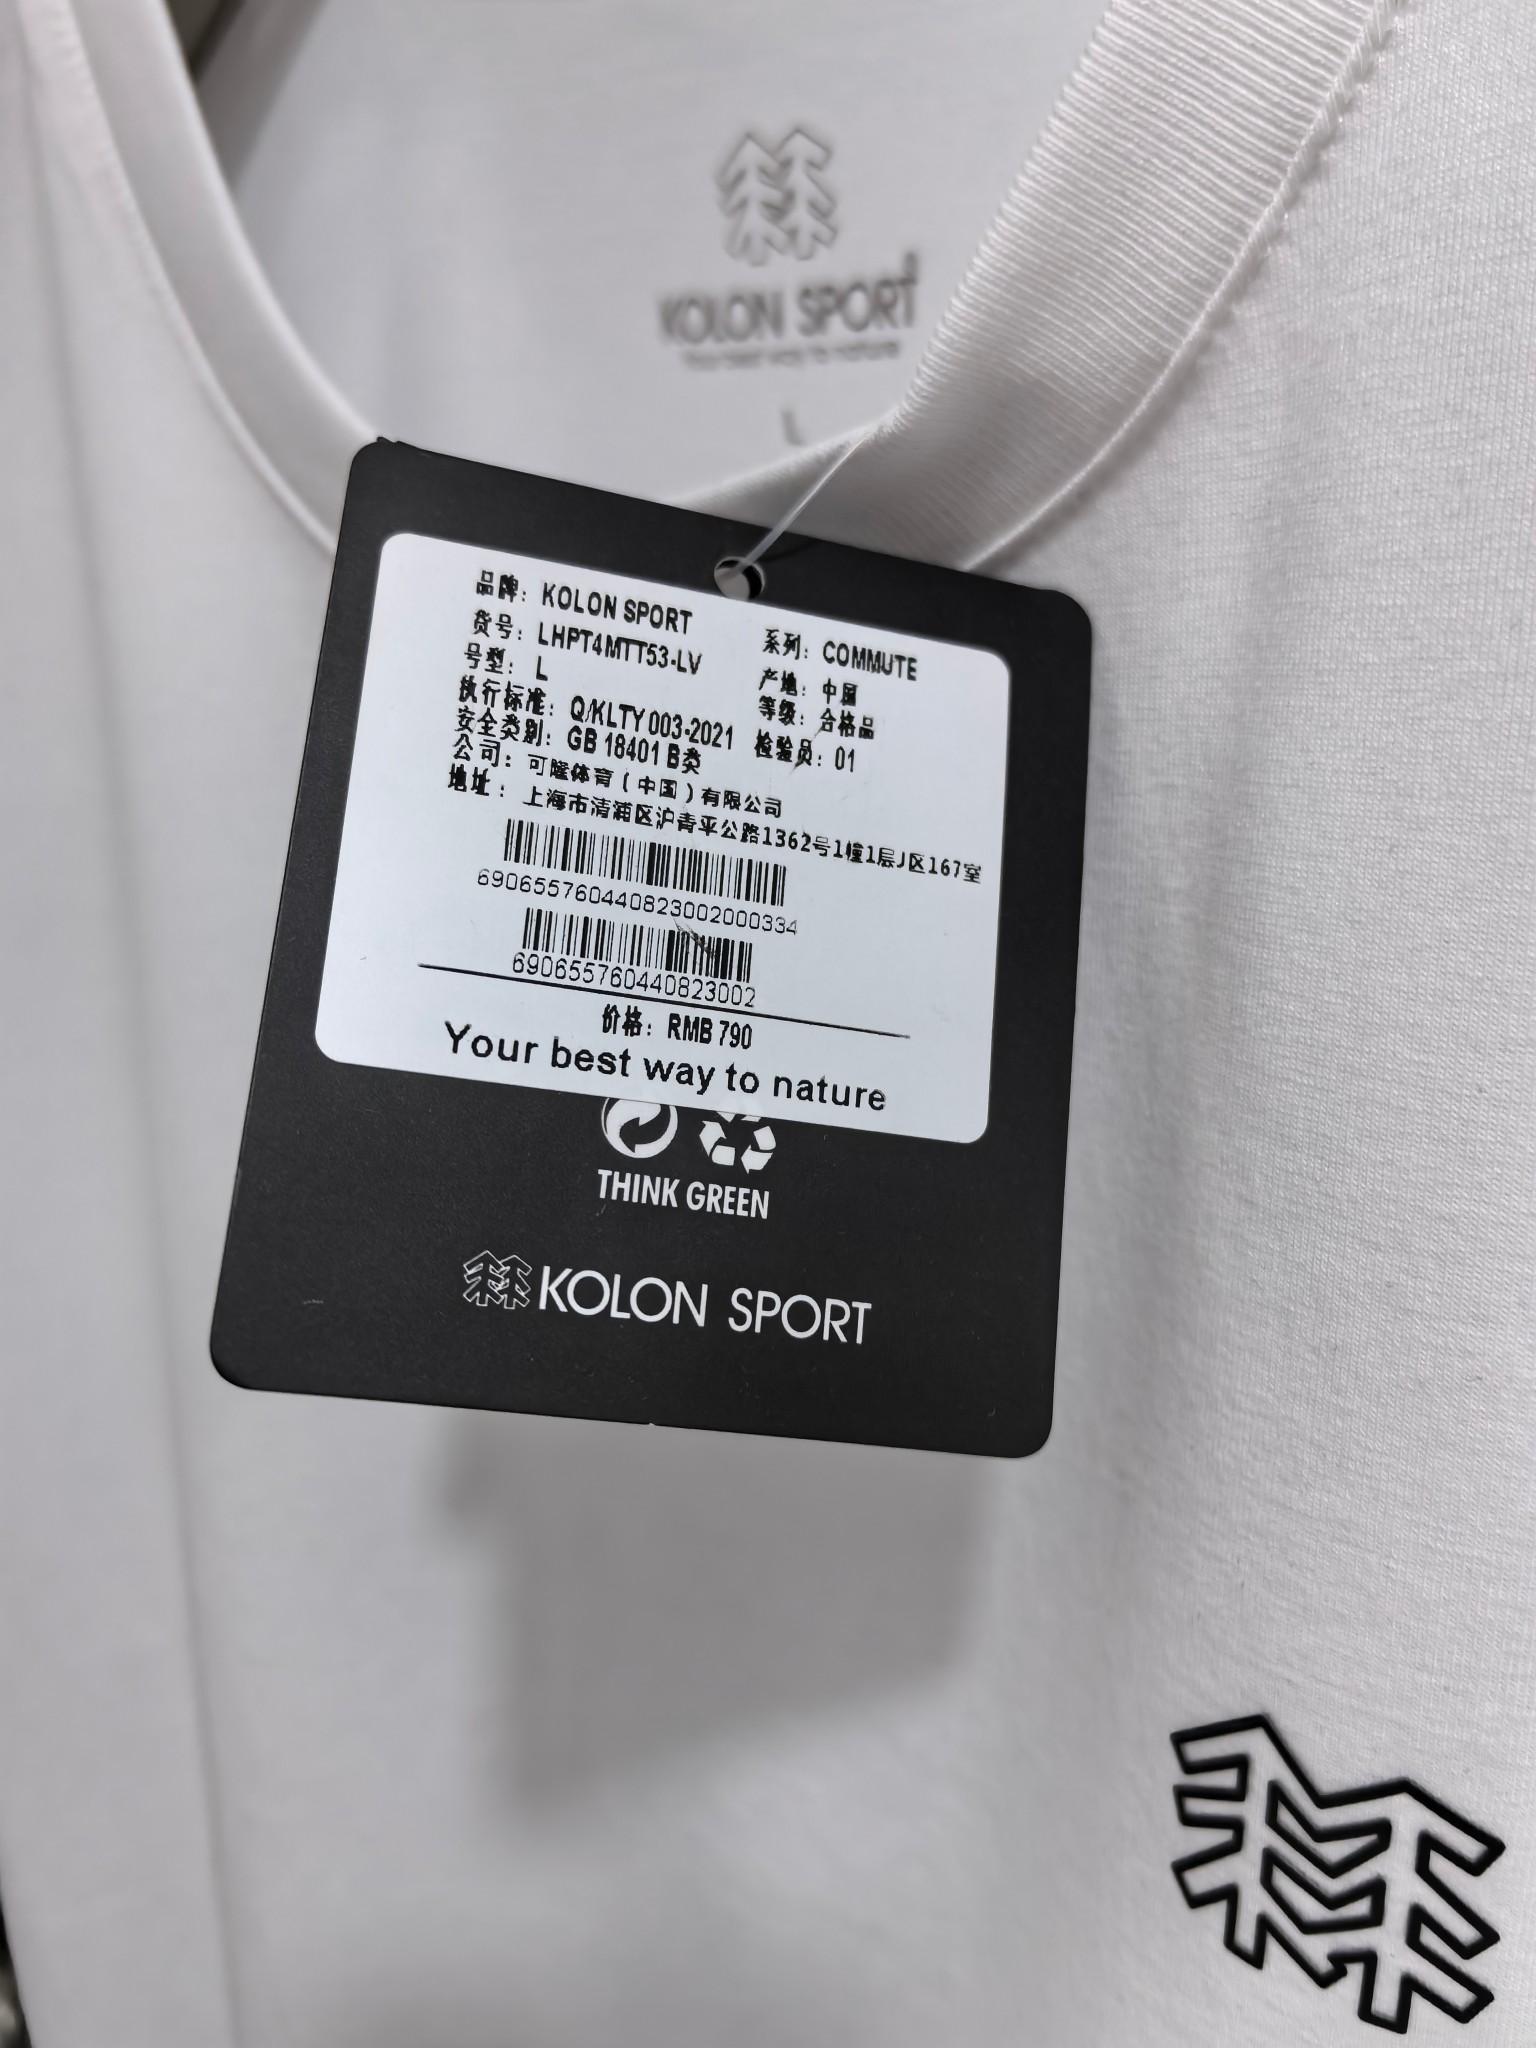 KOLON SPORT
Your best way to nature
L
品牌：KOLON SPORT
系列：COMMUTE
货号：LHPT4MTT53-LV
产地：中国
号型：L
等级：合格品
执行标准：Q/KLTY 003-2021
检验员：01
安全类别：GB 18401 B类
公司：可隆体育（中国）有限公司
地址：上海市清浦区沪青平公路1362号1幢1层J区167室
690655760440823002000334
690655760440823002
价格：RMB 790
Your best way to nature
THINK GREEN
KOLON SPORT